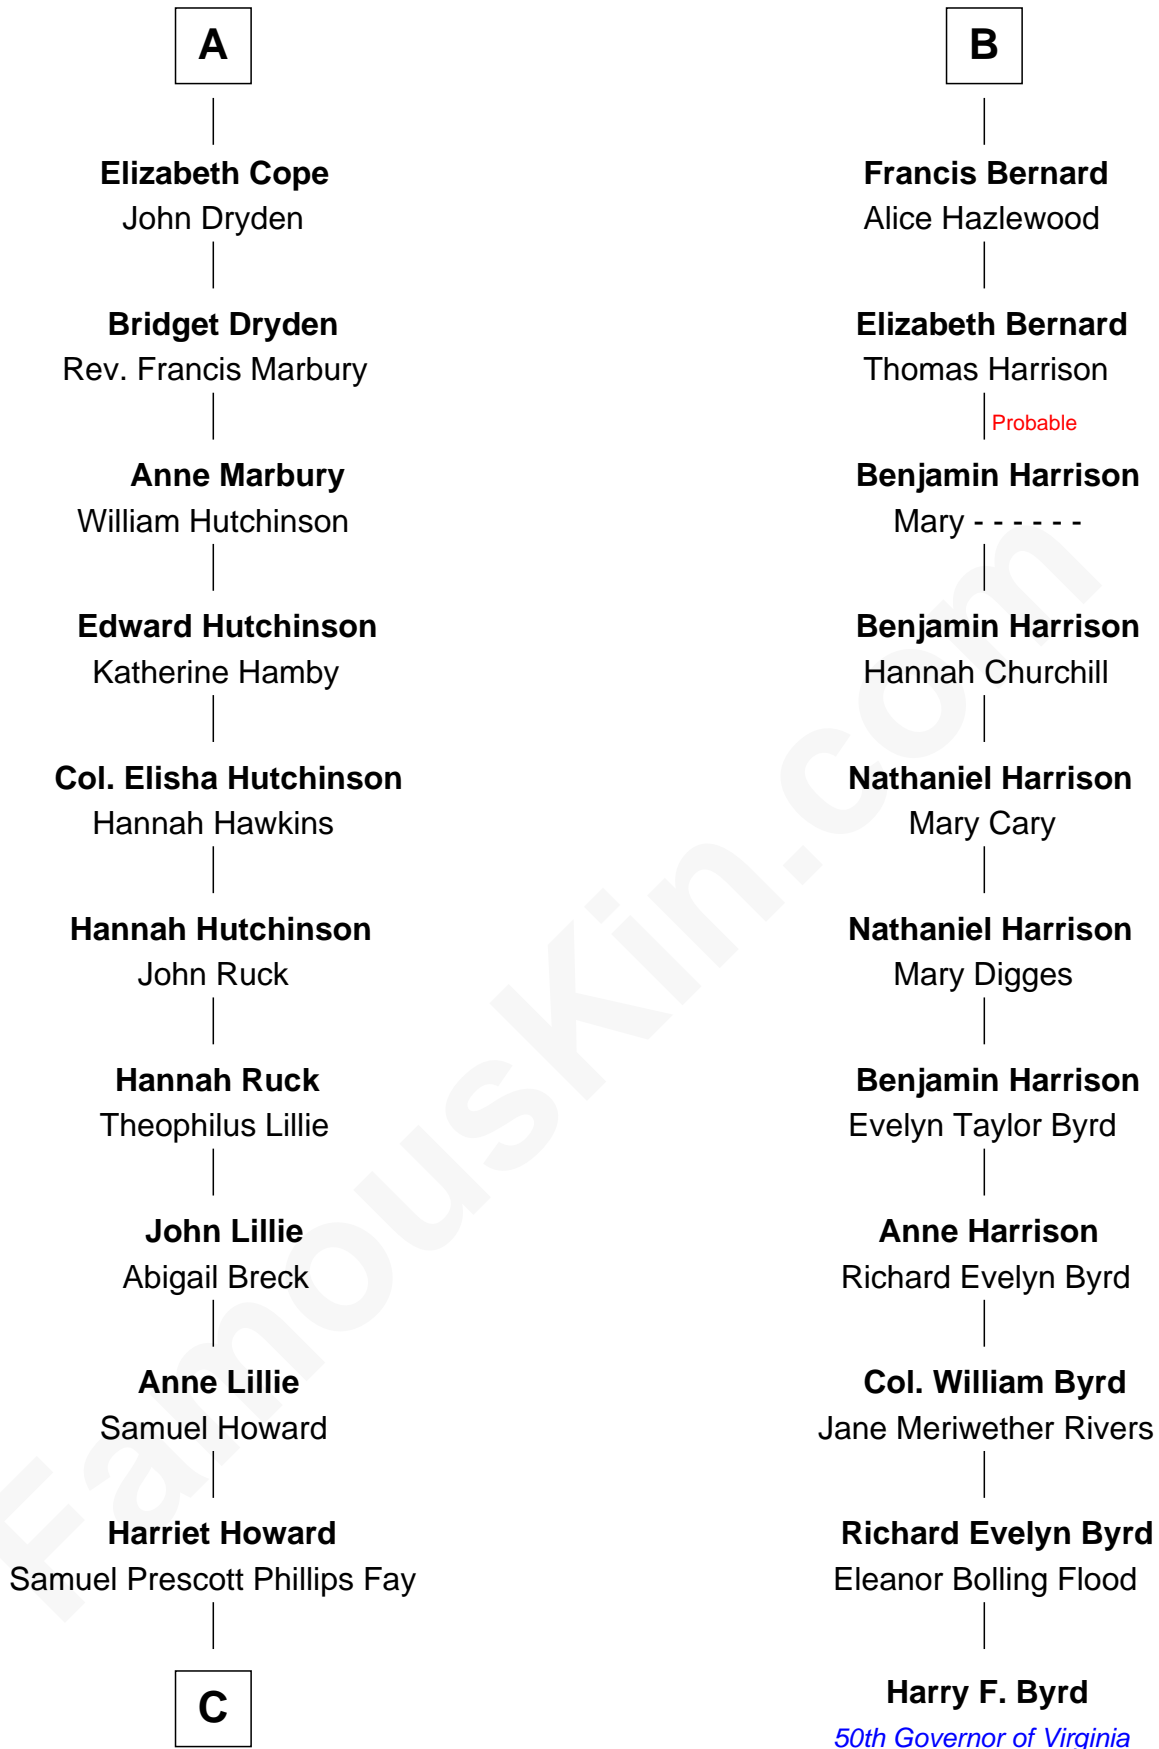 A
Elizabeth Cope
John Dryden
Bridget Dryden
Rev. Francis Marbury
Anne Marbury
William Hutchinson
Edward Hutchinson
Katherine Hamby
Col. Elisha Hutchinson
Hannah Hawkins
Hannah Hutchinson
John Ruck
Hannah Ruck
Theophilus Lillie
John Lillie
Abigail Breck
Anne Lillie
Samuel Howard
Harriet Howard
Samuel Prescott Phillips Fay
C
B
Francis Bernard
Alice Hazlewood
Elizabeth Bernard
Thomas Harrison
Probable
Benjamin Harrison
Mary - - - - - -
Benjamin Harrison
Hannah Churchill
Nathaniel Harrison
Mary Cary
Nathaniel Harrison
Mary Digges
Benjamin Harrison
Evelyn Taylor Byrd
Anne Harrison
Richard Evelyn Byrd
Col. William Byrd
Jane Meriwether Rivers
Richard Evelyn Byrd
Eleanor Bolling Flood
Harry F. Byrd
50th Governor of Virginia
FamousKin.com